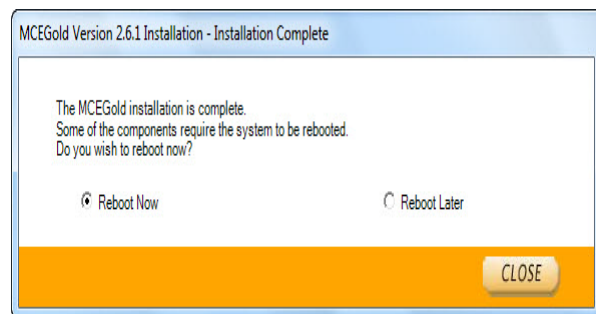 MCEGold Version 2.6.1 Installation - Installation Complete
The MCEGold installation is complete.
Some of the components require the system to be rebooted.
Do you wish to reboot now?
Reboot Now
Reboot Later
CLOSE